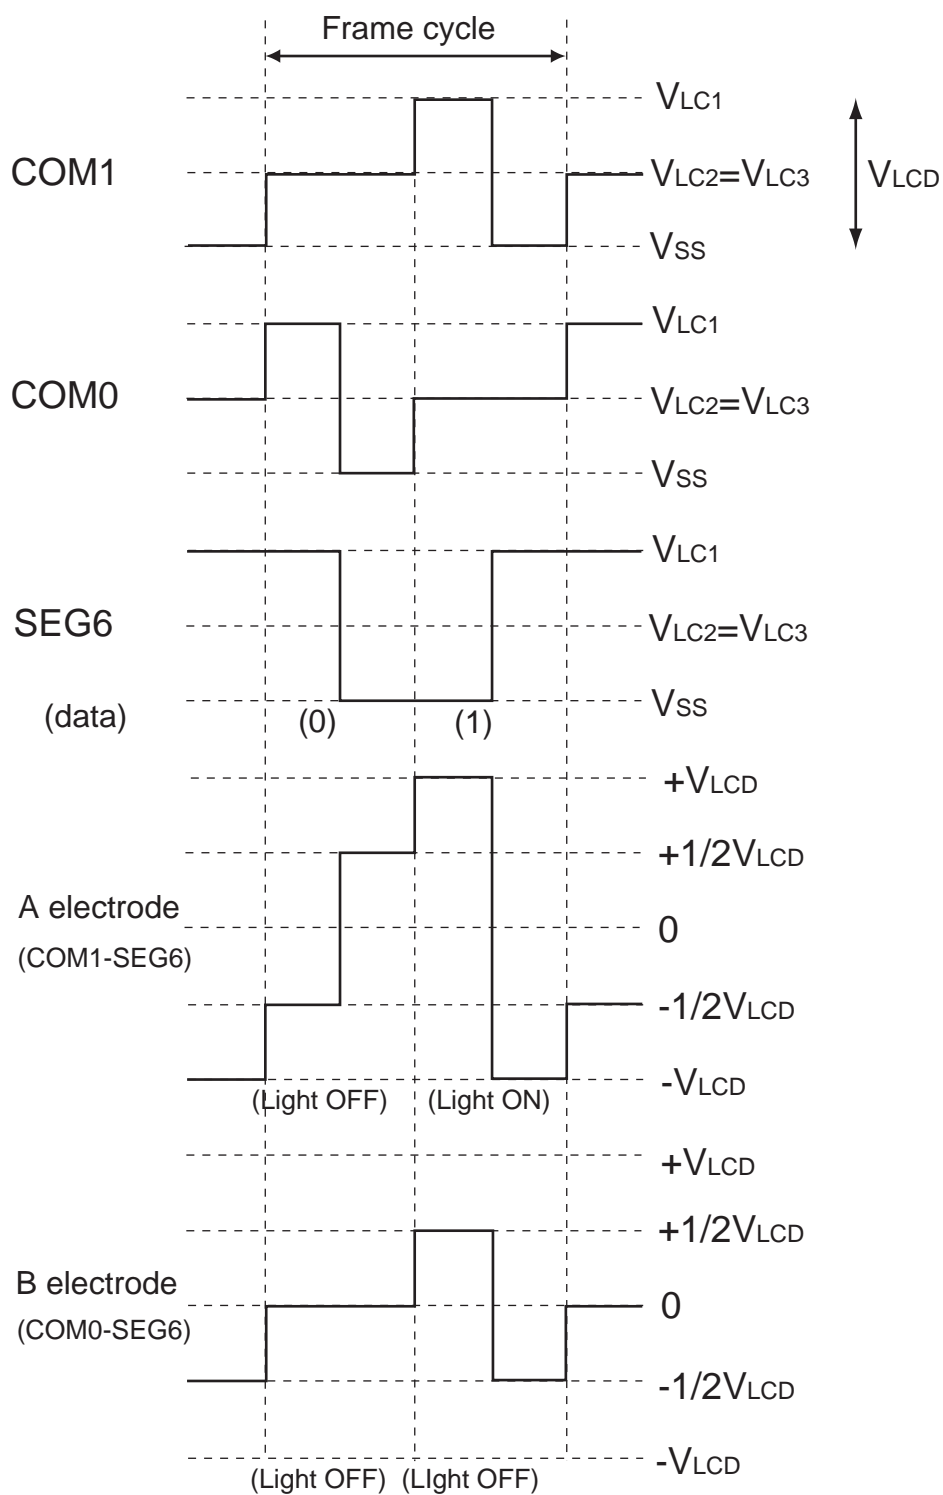 Frame cycle
VLC1
COM1
VLC2=VLC3
VLCD
VSS
VLC1
COM0
VLC2=VLC3
VSS
VLC1
SEG6
VLC2=VLC3
(data)
(0)
(1)
VSS
+VLCD
+1/2VLCD
A electrode
(COM1-SEG6)
0
-1/2VLCD
-VLCD
(Light OFF)
(Light ON)
+VLCD
+1/2VLCD
B electrode
(COM0-SEG6)
0
-1/2VLCD
-VLCD
(Light OFF)
(LIght OFF)